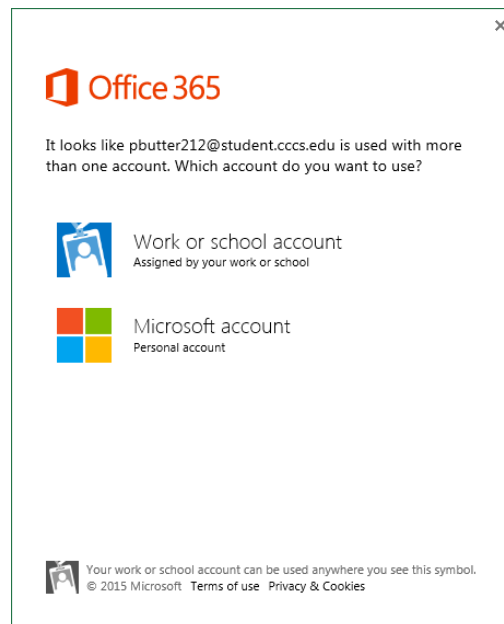 Office 365
It looks like pbutter212@student.cccs.edu is used with more
than one account. Which account do you want to use?
Work or school account
Assigned by your work or school
Microsoft account
Personal account
Your work or school account can be used anywhere you see this symbol.
© 2015 Microsoft Terms of use Privacy & Cookies